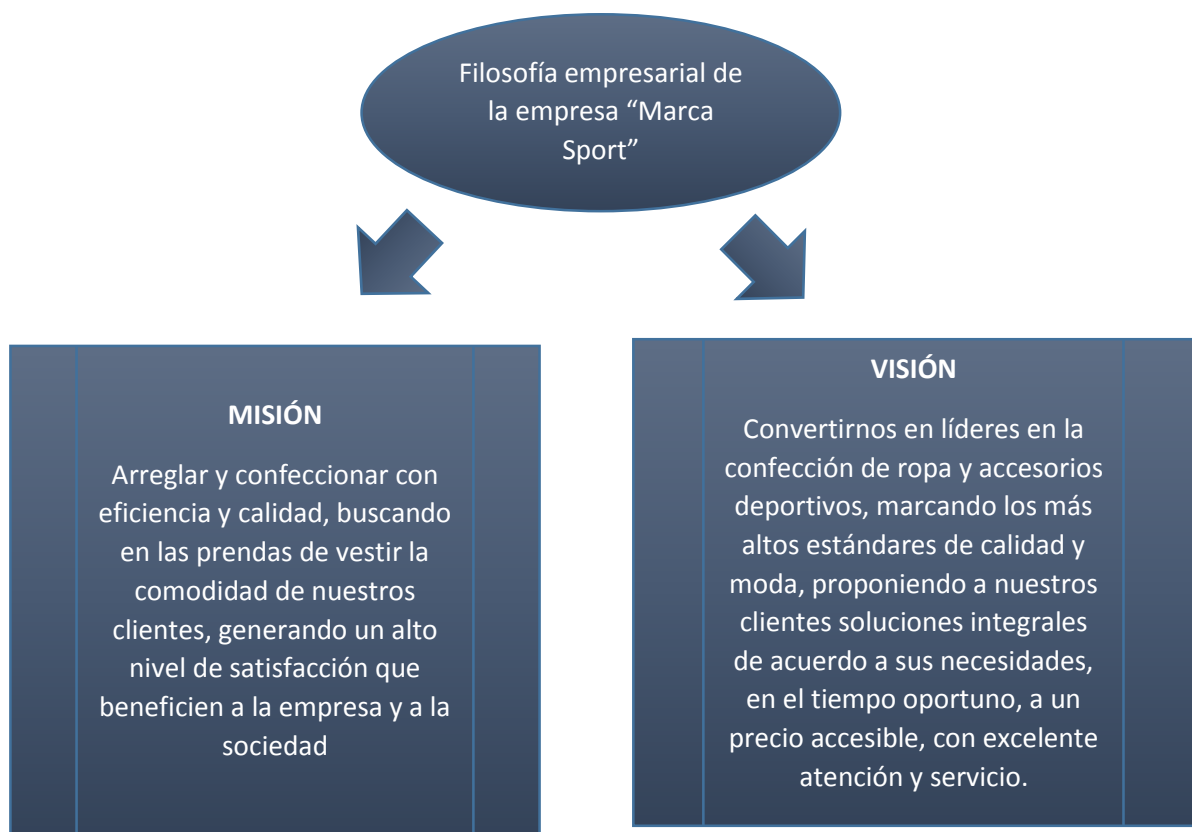 Filosofía empresarial de
la empresa “Marca
Sport”
MISIÓN
Arreglar y confeccionar con
eficiencia y calidad, buscando
en las prendas de vestir la
comodidad de nuestros
clientes, generando un alto
nivel de satisfacción que
beneficien a la empresa y a la
sociedad
VISIÓN
Convertirnos en líderes en la
confección de ropa y accesorios
deportivos, marcando los más
altos estándares de calidad y
moda, proponiendo a nuestros
clientes soluciones integrales
de acuerdo a sus necesidades,
en el tiempo oportuno, a un
precio accesible, con excelente
atención y servicio.